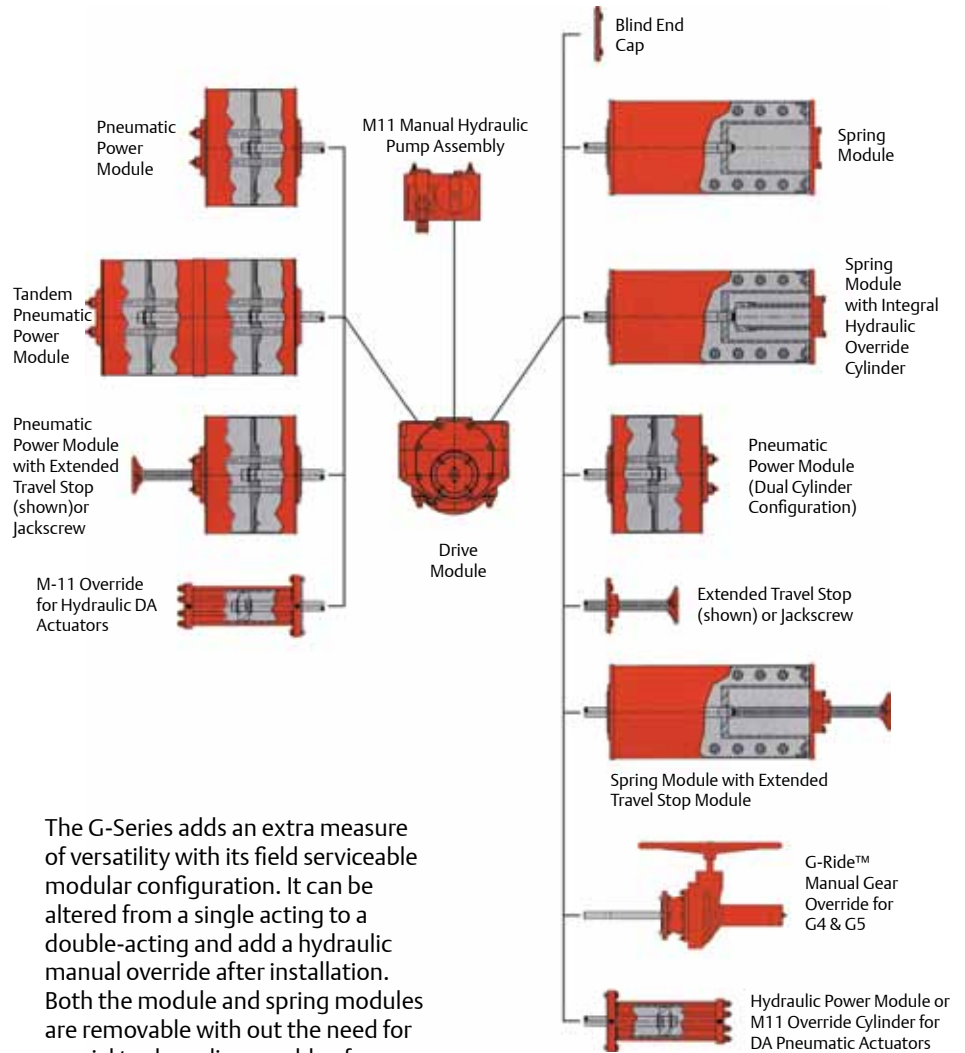 Blind End
Cap
Pneumatic
Power
Module
M11 Manual Hydraulic
Pump Assembly
Spring
Module
Tandem
Pneumatic
Power
Module
Spring
Module
with Integral
Hydraulic
Override
Cylinder
Pneumatic
Power Module
with Extended
Travel Stop
(shown)or
Jackscrew
Pneumatic
Power Module
(Dual Cylinder
Configuration)
Drive
Module
M-11 Override
for Hydraulic DA
Actuators
Extended Travel Stop
(shown) or Jackscrew
Spring Module with Extended
Travel Stop Module
G-Ride™
Manual Gear
Override for
G4 & G5
Hydraulic Power Module or
M11 Override Cylinder for
DA Pneumatic Actuators
The G-Series adds an extra measure
of versatility with its field serviceable
modular configuration. It can be
altered from a single acting to a
double-acting and add a hydraulic
manual override after installation.
Both the module and spring modules
are removable with out the need for